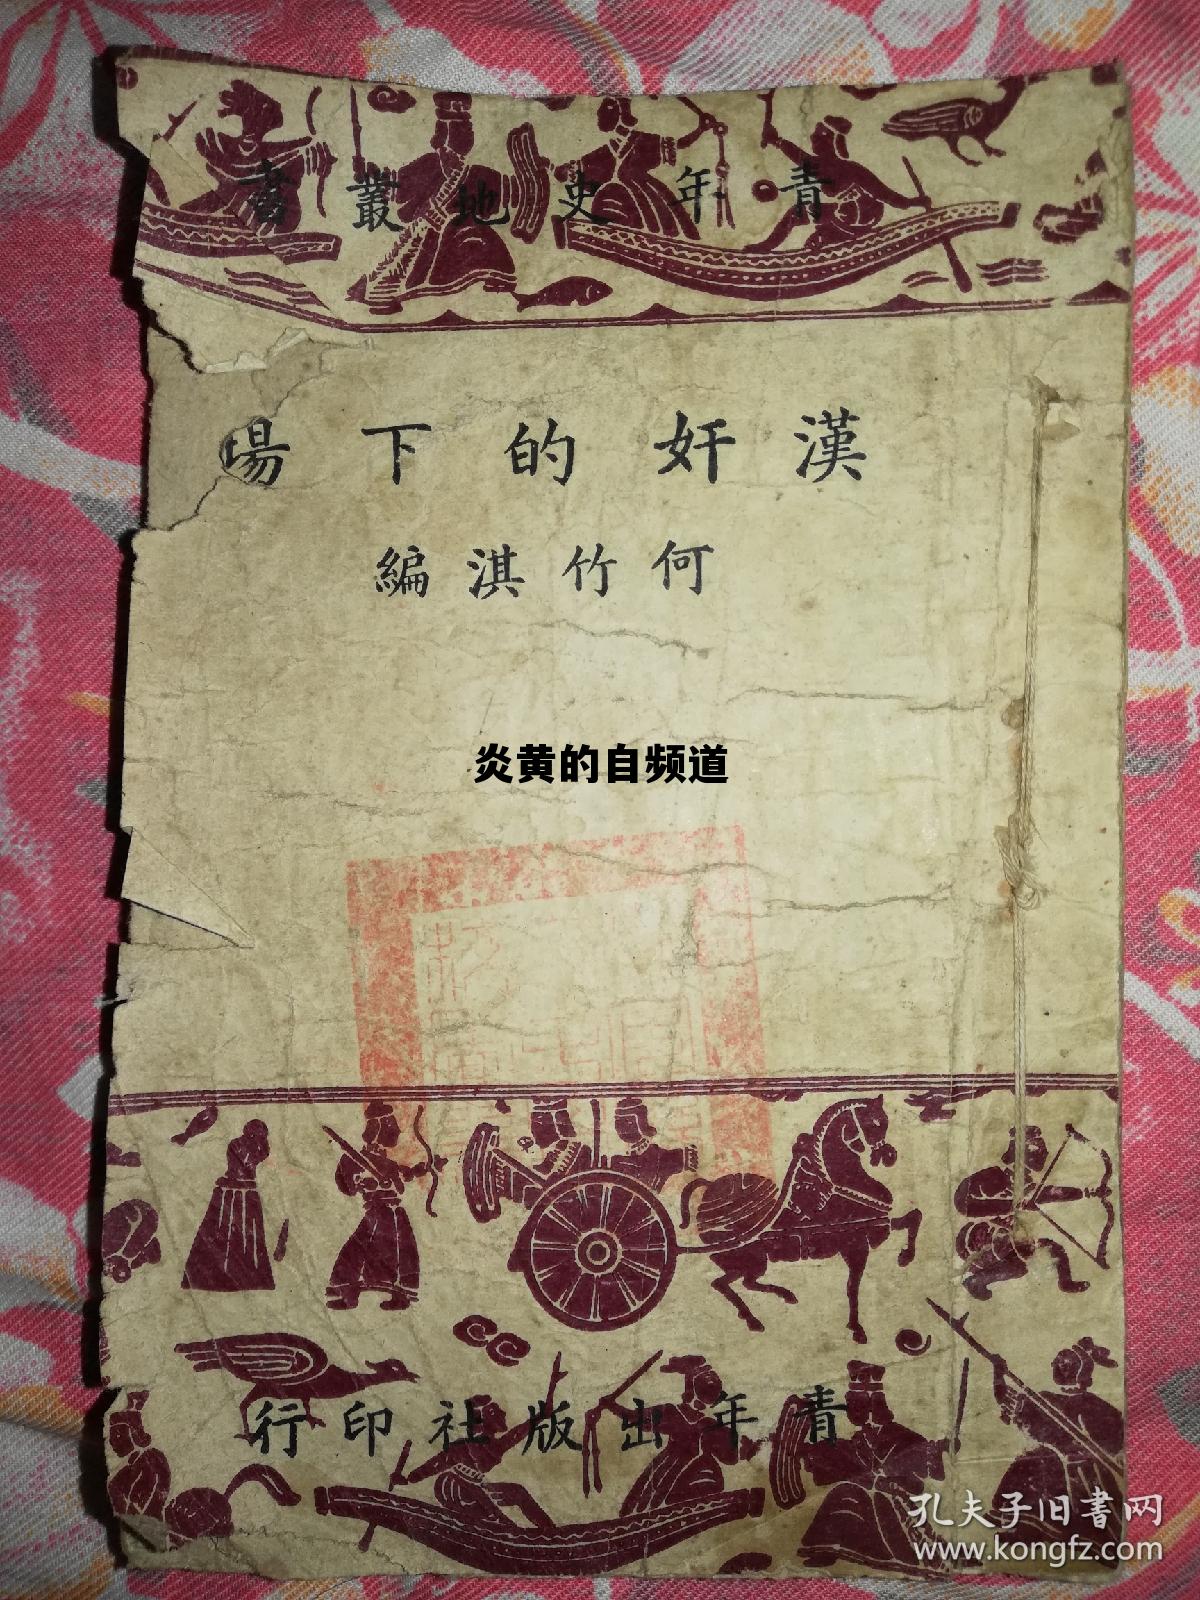 青年史地叢書
漢奸的下場
何竹淇編
炎黄的自频道
青年出版社印行
孔夫子旧書网
www.kongfz.com